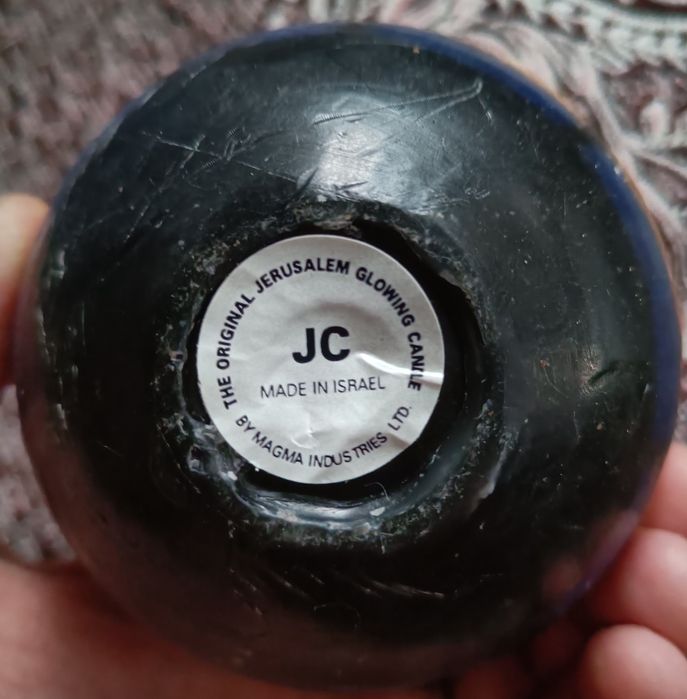 THE ORIGINAL JERUSALEM GLOWING CANDLE
JC
MADE IN ISRAEL
BY MAGMA INDUSTRIES LTD.